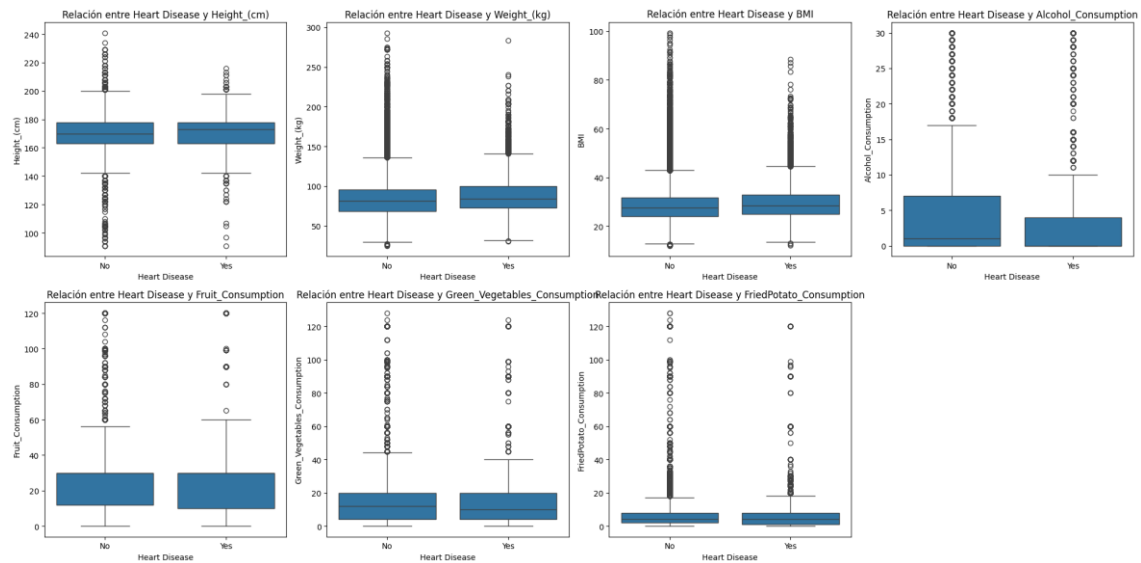 Relación entre Heart Disease y Height_(cm)
Height_(cm)
240
220
200
180
160
140
120
100
No
Yes
Heart Disease
Relación entre Heart Disease y Weight_(kg)
Weight_(kg)
300
250
200
150
100
50
No
Yes
Heart Disease
Relación entre Heart Disease y BMI
BMI
100
80
60
40
20
No
Yes
Heart Disease
Relación entre Heart Disease y Alcohol_Consumption
Alcohol_Consumption
30
25
20
15
10
5
0
No
Yes
Heart Disease
Relación entre Heart Disease y Fruit_Consumption
Fruit_Consumption
120
100
80
60
40
20
0
No
Yes
Heart Disease
Relación entre Heart Disease y Green_Vegetables_Consumption
Green_Vegetables_Consumption
120
100
80
60
40
20
0
No
Yes
Heart Disease
Relación entre Heart Disease y FriedPotato_Consumption
FriedPotato_Consumption
120
100
80
60
40
20
0
No
Yes
Heart Disease